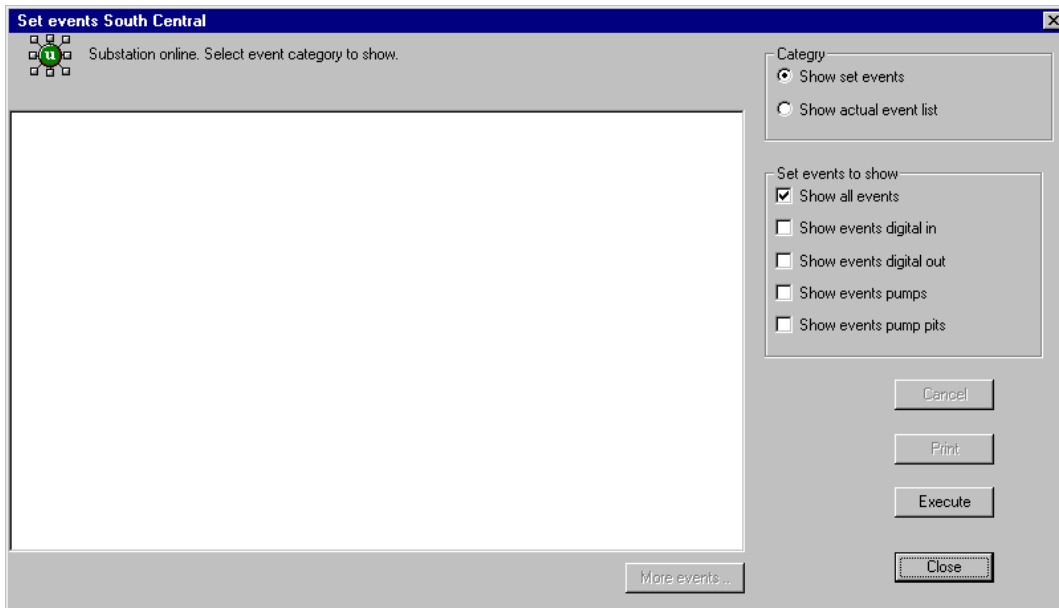 Set events South Central
u
Substation online. Select event category to show.
Categry
Show set events
Show actual event list
Set events to show
Show all events
Show events digital in
Show events digital out
Show events pumps
Show events pump pits
Cancel
Print
Execute
Close
More events ..